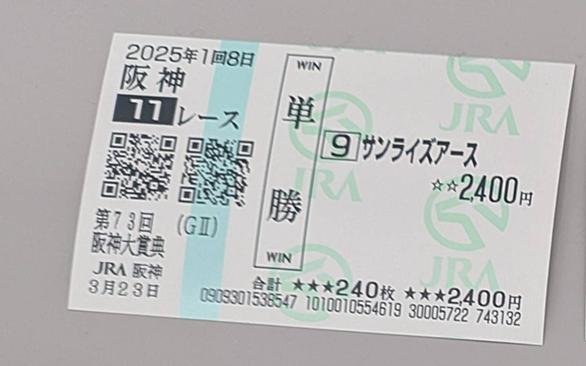 2025年1回8日
阪神
11レース
第73回 (GⅡ)
阪神大賞典
JRA 阪神
3月23日
WIN
単勝
WIN
9 サンライズアース
☆☆2,400円
合計 ★★★240枚 ★★★2,400円
0909301538547 1010010554619 30005722 743132
JRA
JRA
JRA